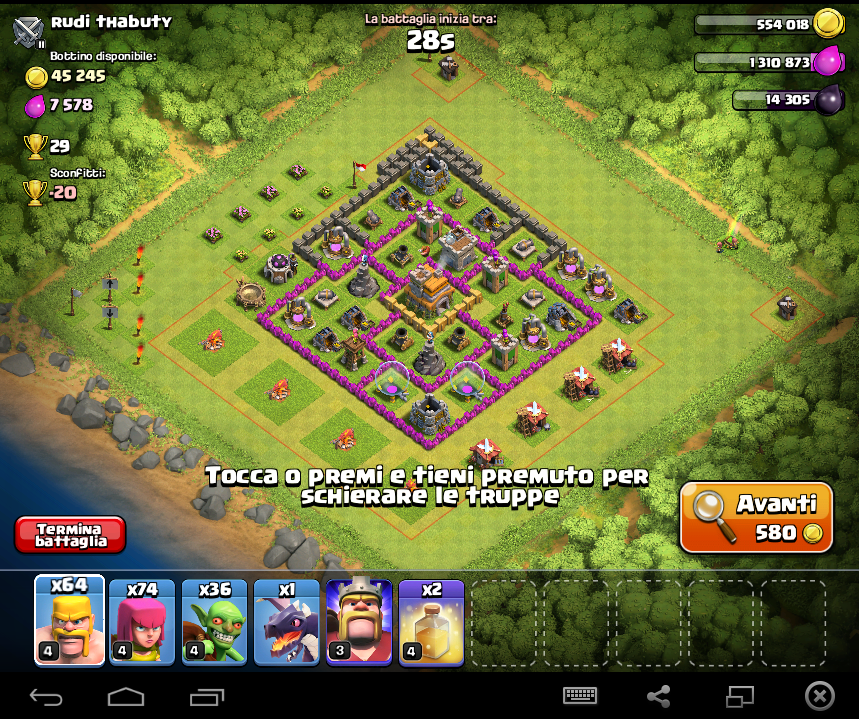 Rudi thabuty
La battaglia inizia tra:
28s
Bottino disponibile:
45 245
7 578
29
Sconfitti:
-20
554 018
1 310 873
14 305
Tocca o premi e tieni premuto per
schierare le truppe
Termina
battaglia
Avanti
580
x64
x74
x36
x1
x2
4
4
4
3
4